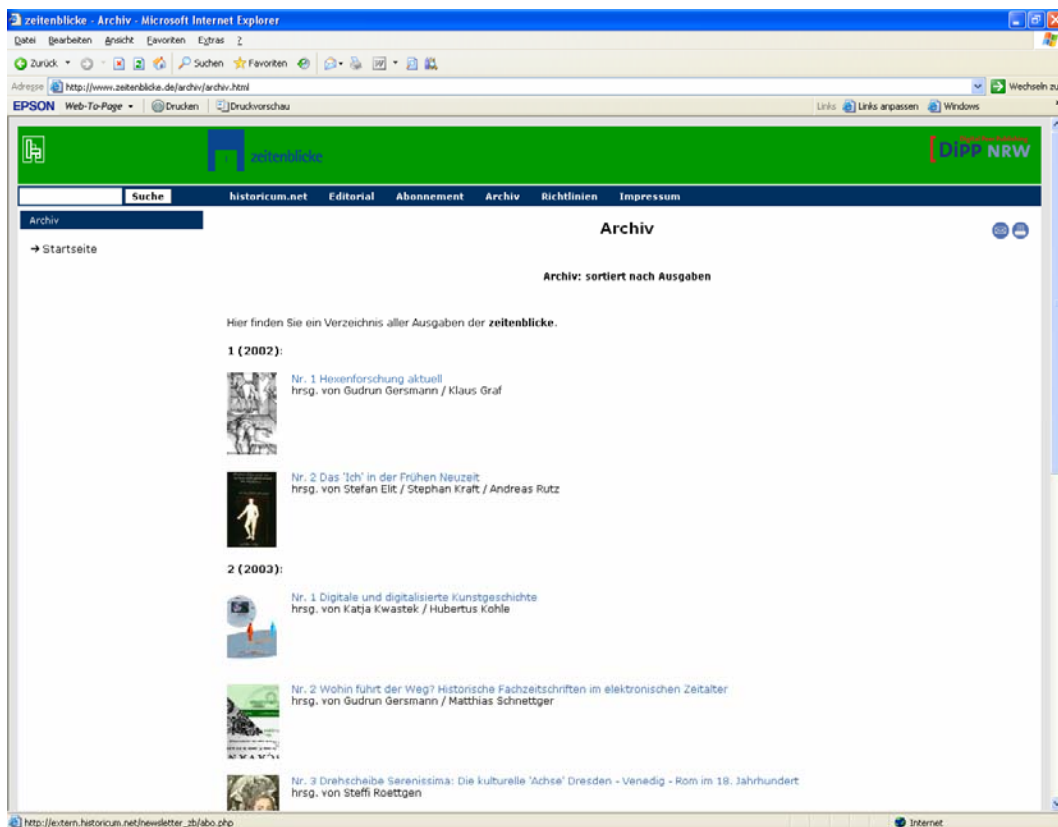 zeitenblicke - Archiv - Microsoft Internet Explorer
Datei Bearbeiten Ansicht Favoriten Extras ?
Zurück Suchen Favoriten
Adresse http://www.zeitenblicke.de/archiv/archiv.html Wechseln zu
EPSON Web-To-Page Drucken Druckvorschau Links Links anpassen Windows
zeitenblicke
DiPP NRW
Suche historicum.net Editorial Abonnement Archiv Richtlinien Impressum
Archiv
→ Startseite
Archiv
Archiv: sortiert nach Ausgaben
Hier finden Sie ein Verzeichnis aller Ausgaben der zeitenblicke.
1 (2002):
Nr. 1 Hexenforschung aktuell
hrsg. von Gudrun Gersmann / Klaus Graf
Nr. 2 Das 'Ich' in der Frühen Neuzeit
hrsg. von Stefan Elit / Stephan Kraft / Andreas Rutz
2 (2003):
Nr. 1 Digitale und digitalisierte Kunstgeschichte
hrsg. von Katja Kwastek / Hubertus Kohle
Nr. 2 Wohin führt der Weg? Historische Fachzeitschriften im elektronischen Zeitalter
hrsg. von Gudrun Gersmann / Matthias Schnettger
Nr. 3 Drehscheibe Serenissima: Die kulturelle 'Achse' Dresden - Venedig - Rom im 18. Jahrhundert
hrsg. von Steffi Roettgen
http://extern.historicum.net/newsletter_zb/abo.php Internet